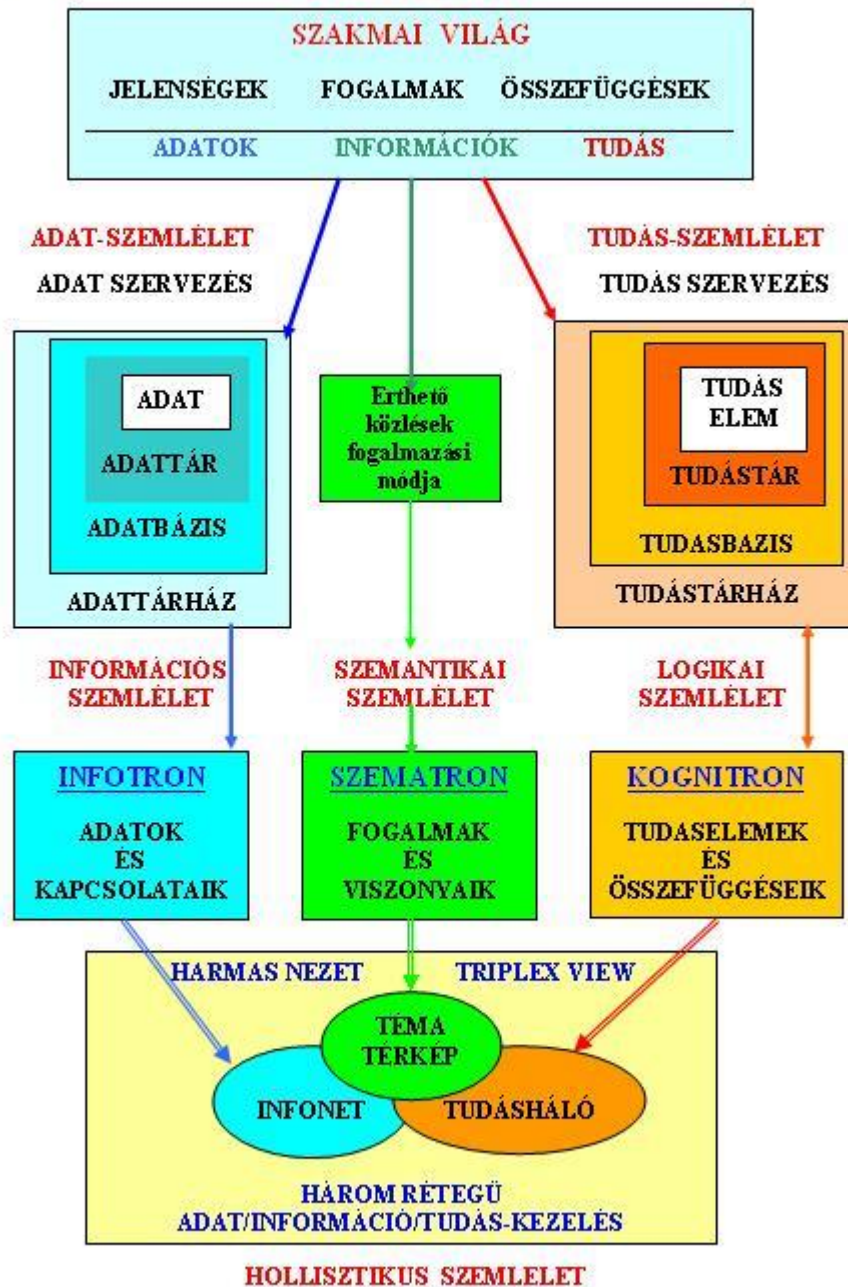 SZAKMAI VILÁG
JELENSÉGEK FOGALMAK ÖSSZEFÜGGÉSEK
ADATOK INFORMÁCIÓK TUDÁS
ADAT-SZEMLÉLET
ADAT SZERVEZÉS
TUDÁS-SZEMLÉLET
TUDÁS SZERVEZÉS
ADAT
ADATTÁR
ADATBÁZIS
ADATTÁRHÁZ
Erthető
közlések
fogalmazási
módja
TUDÁS
ELEM
TUDÁSTÁR
TUDASBAZIS
TUDÁSTÁRHÁZ
INFORMÁCIÓS
SZEMLÉLET
SZEMANTIKAI
SZEMLÉLET
LOGIKAI
SZEMLÉLET
INFOTRON
ADATOK
ÉS
KAPCSOLATAIK
SZEMATRON
FOGALMAK
ÉS
VISZONYAIK
KOGNITRON
TUDASELEMEK
ÉS
ÖSSZEFÜGGÉSEIK
HARMAS NEZET TRIPLEX VIEW
TÉMA
TÉRKÉP
INFONET
TUDÁSHÁLÓ
HÁROM RÉTEGŰ
ADAT/INFORMÁCIÓ/TUDÁS-KEZELÉS
HOLLISZTIKUS SZEMLELET